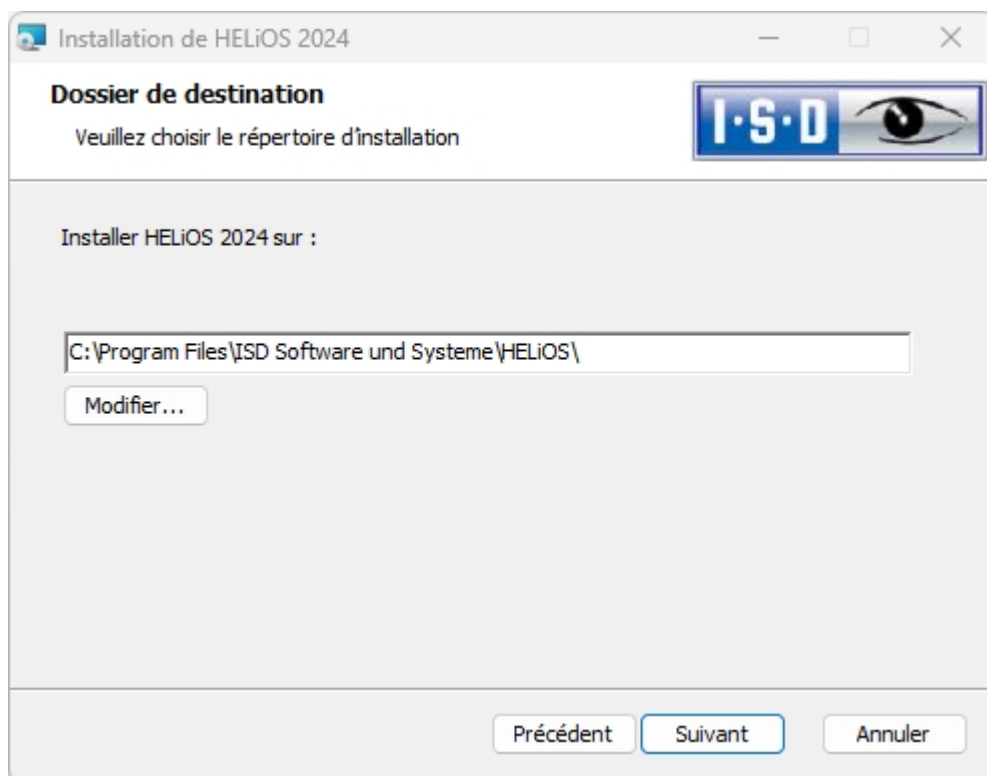 Installation de HELiOS 2024
Dossier de destination
Veuillez choisir le répertoire d'installation
I·S·D
Installer HELiOS 2024 sur :
C:\Program Files\ISD Software und Systeme\HELiOS\
Modifier...
Précédent Suivant Annuler